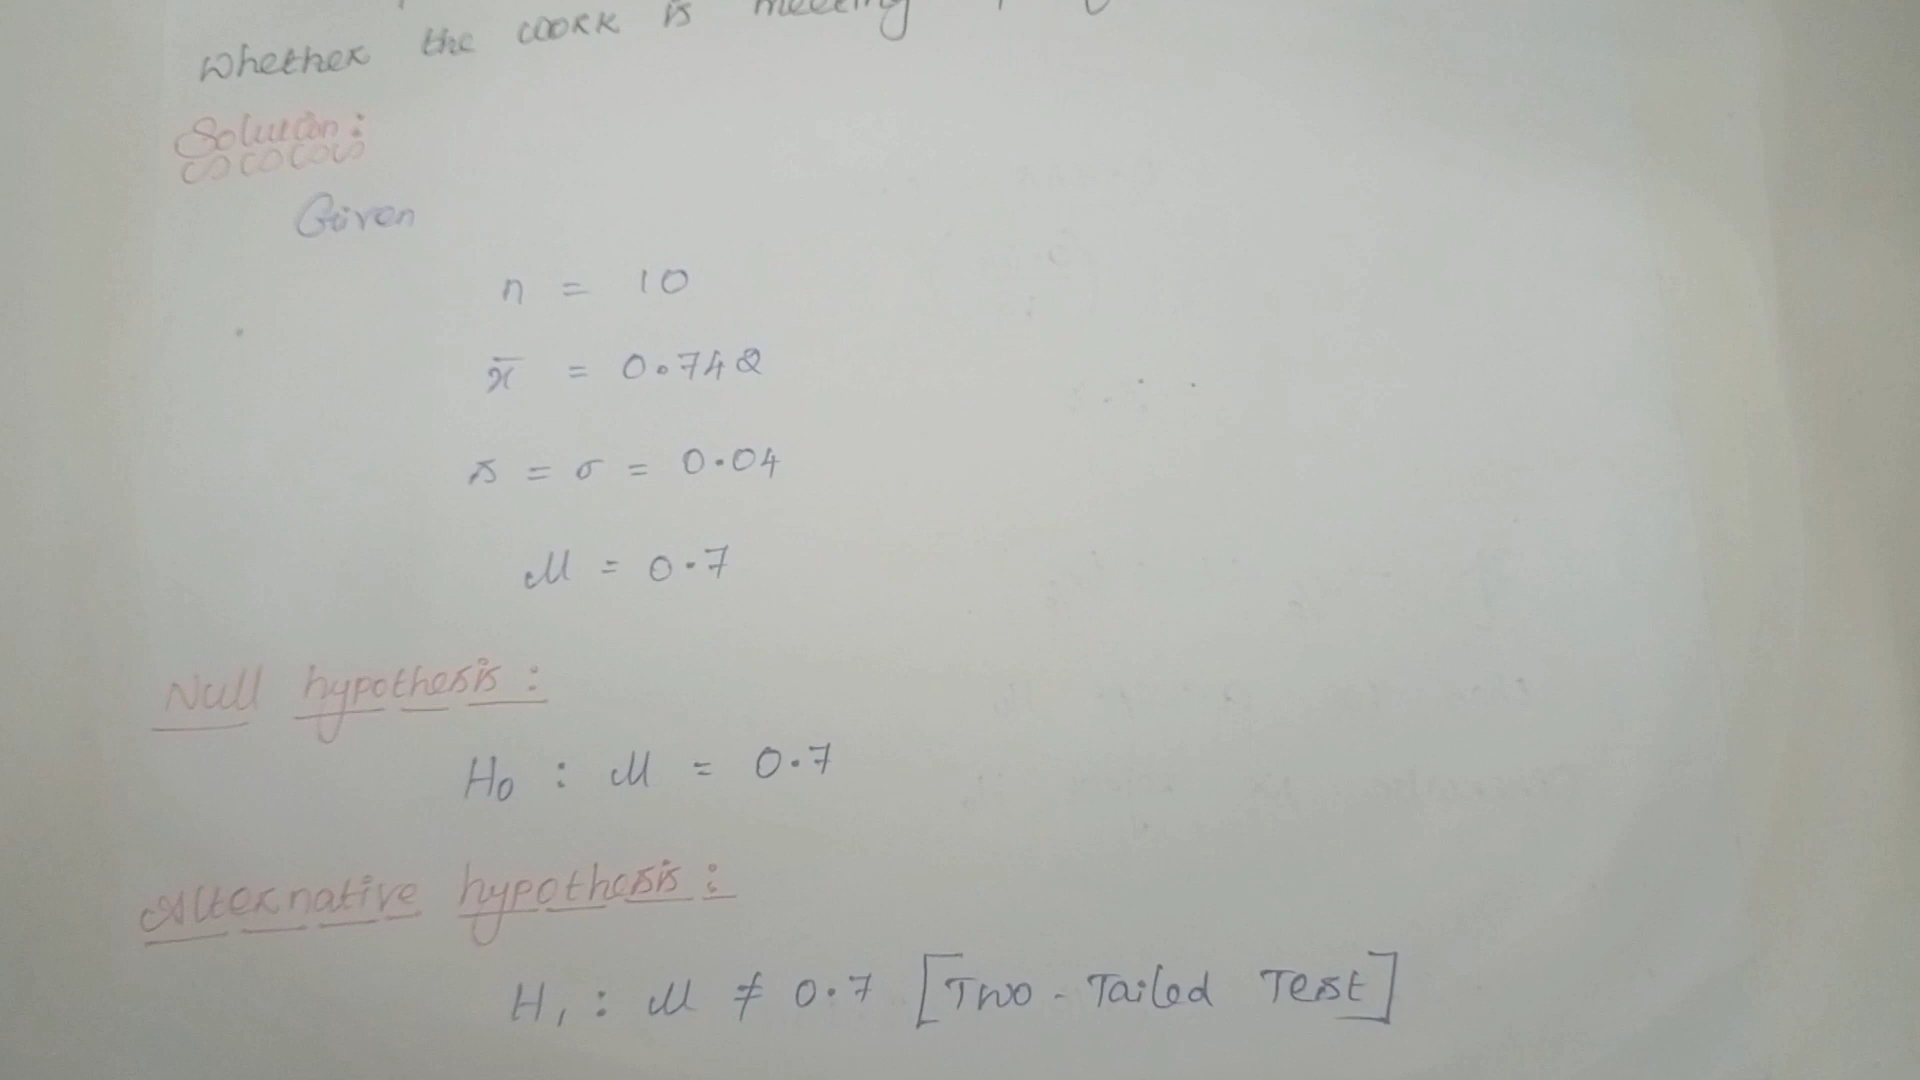 whether the work is meeting
Solution:
Given
n = 10
x̄ = 0.742
s = σ = 0.04
μ = 0.7
Null hypothesis:
H₀ : μ = 0.7
Alternative hypothesis:
H₁ : μ ≠ 0.7 [Two-Tailed Test]